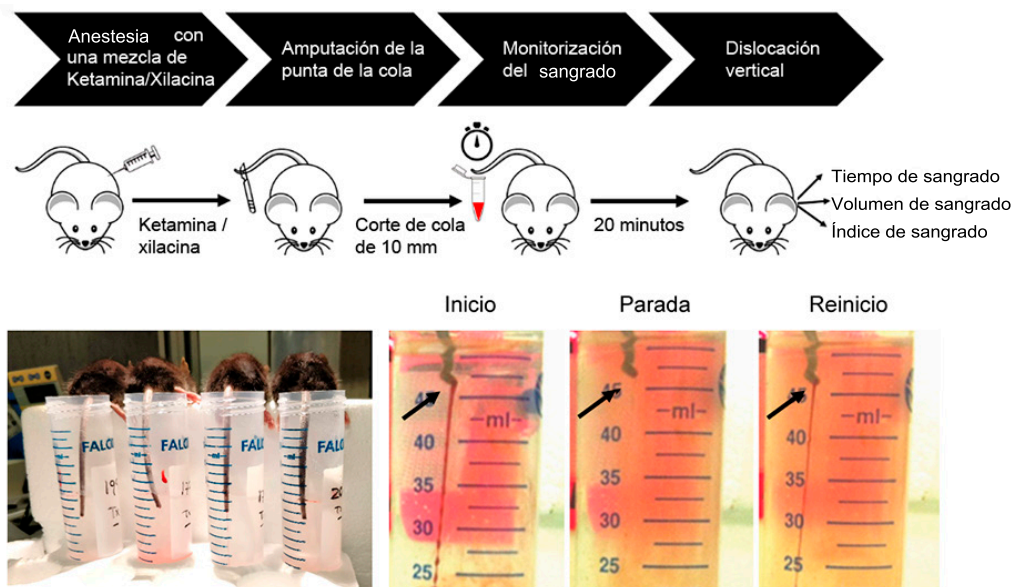 Anestesia con
una mezcla de
Ketamina/Xilacina
Amputación de la
punta de la cola
Monitorización
del sangrado
Dislocación
vertical
Ketamina /
xilacina
Corte de cola
de 10 mm
20 minutos
Tiempo de sangrado
Volumen de sangrado
Índice de sangrado
Inicio
Parada
Reinicio
FALCO
FALCO
FAL
FALC
-ml-
40
35
30
25
45
-ml-
40
35
30
25
45
-ml-
40
35
30
25